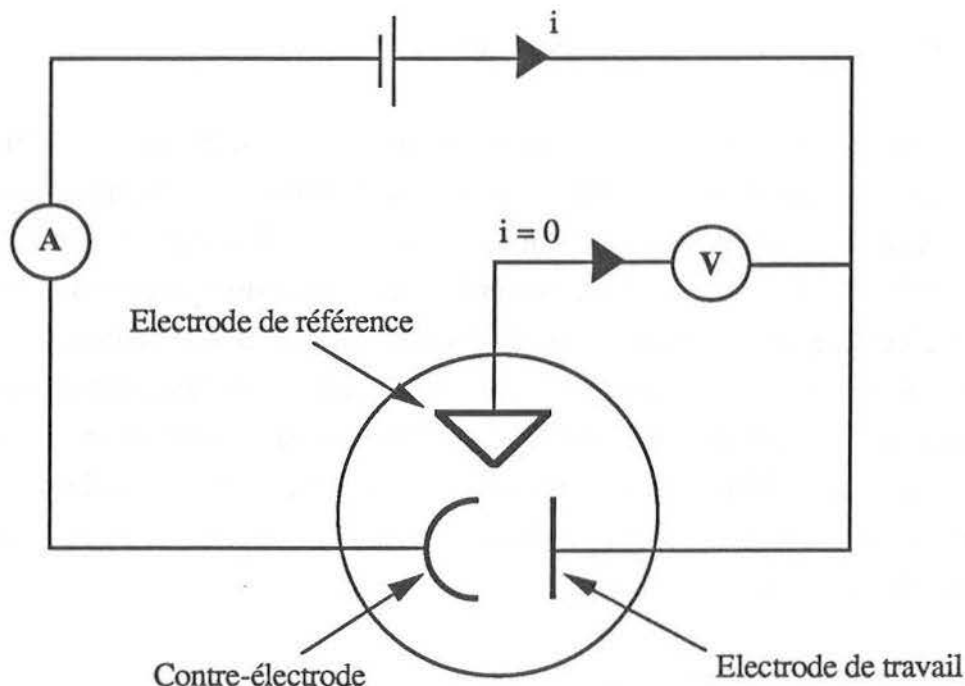 i
A
i = 0
V
Electrode de référence
Contre-électrode
Electrode de travail